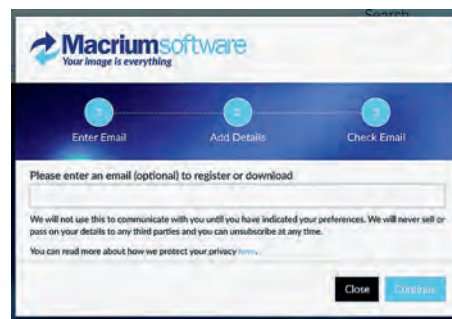 Search
Macriumsoftware
Your image is everything
Enter Email
Add Details
Check Email
Please enter an email (optional) to register or download
We will not use this to communicate with you until you have indicated your preferences. We will never sell or
pass on your details to any third parties and you can unsubscribe at any time.
You can read more about how we protect your privacy here.
Close
Continue